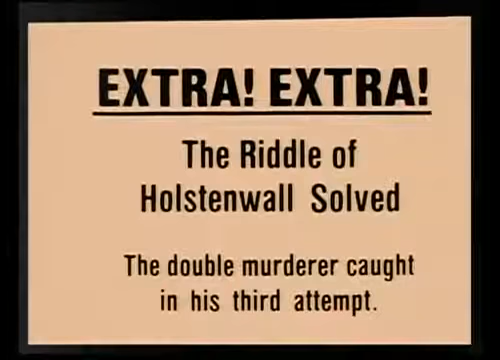 EXTRA! EXTRA!
The Riddle of
Holstenwall Solved
The double murderer caught
in his third attempt.